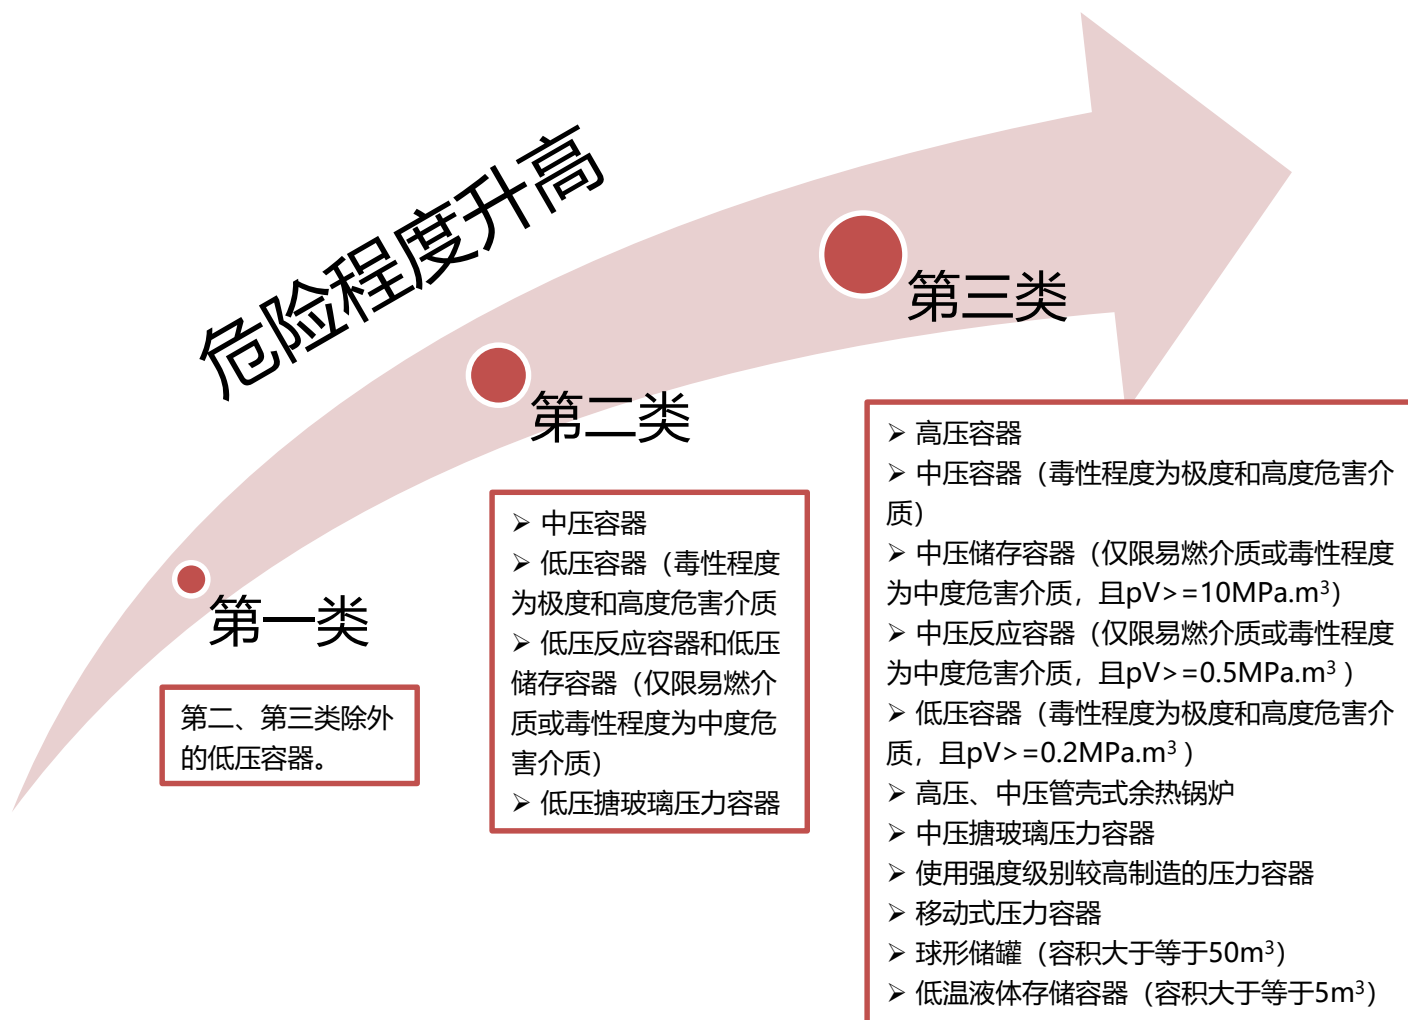 危险程度升高
第一类
第二、第三类除外
的低压容器。
第二类
➢ 中压容器
➢ 低压容器（毒性程度
为极度和高度危害介质
➢ 低压反应容器和低压
储存容器（仅限易燃介
质或毒性程度为中度危
害介质）
➢ 低压搪玻璃压力容器
第三类
➢ 高压容器
➢ 中压容器（毒性程度为极度和高度危害介
质）
➢ 中压储存容器（仅限易燃介质或毒性程度
为中度危害介质，且pV>=10MPa.m³）
➢ 中压反应容器（仅限易燃介质或毒性程度
为中度危害介质，且pV>=0.5MPa.m³ ）
➢ 低压容器（毒性程度为极度和高度危害介
质，且pV>=0.2MPa.m³ ）
➢ 高压、中压管壳式余热锅炉
➢ 中压搪玻璃压力容器
➢ 使用强度级别较高制造的压力容器
➢ 移动式压力容器
➢ 球形储罐（容积大于等于50m³）
➢ 低温液体存储容器（容积大于等于5m³）